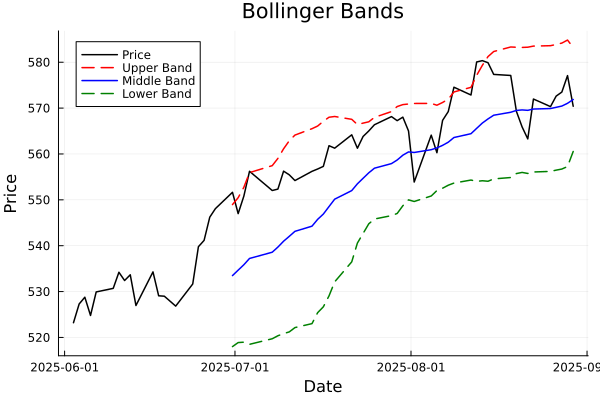 Bollinger Bands
Price
Upper Band
Middle Band
Lower Band
580
570
560
550
540
530
520
Price
2025-06-01
2025-07-01
2025-08-01
2025-09
Date